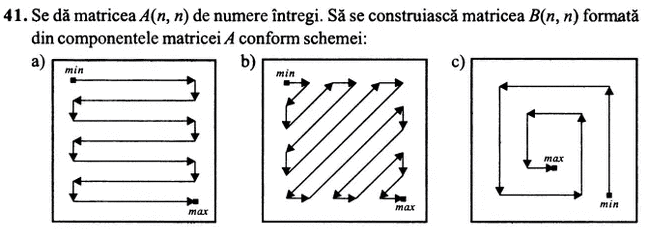 41. Se dă matricea A(n, n) de numere întregi. Să se construiască matricea B(n, n) formată
din componentele matricei A conform schemei:
a) b) c)
min min
max
max max min